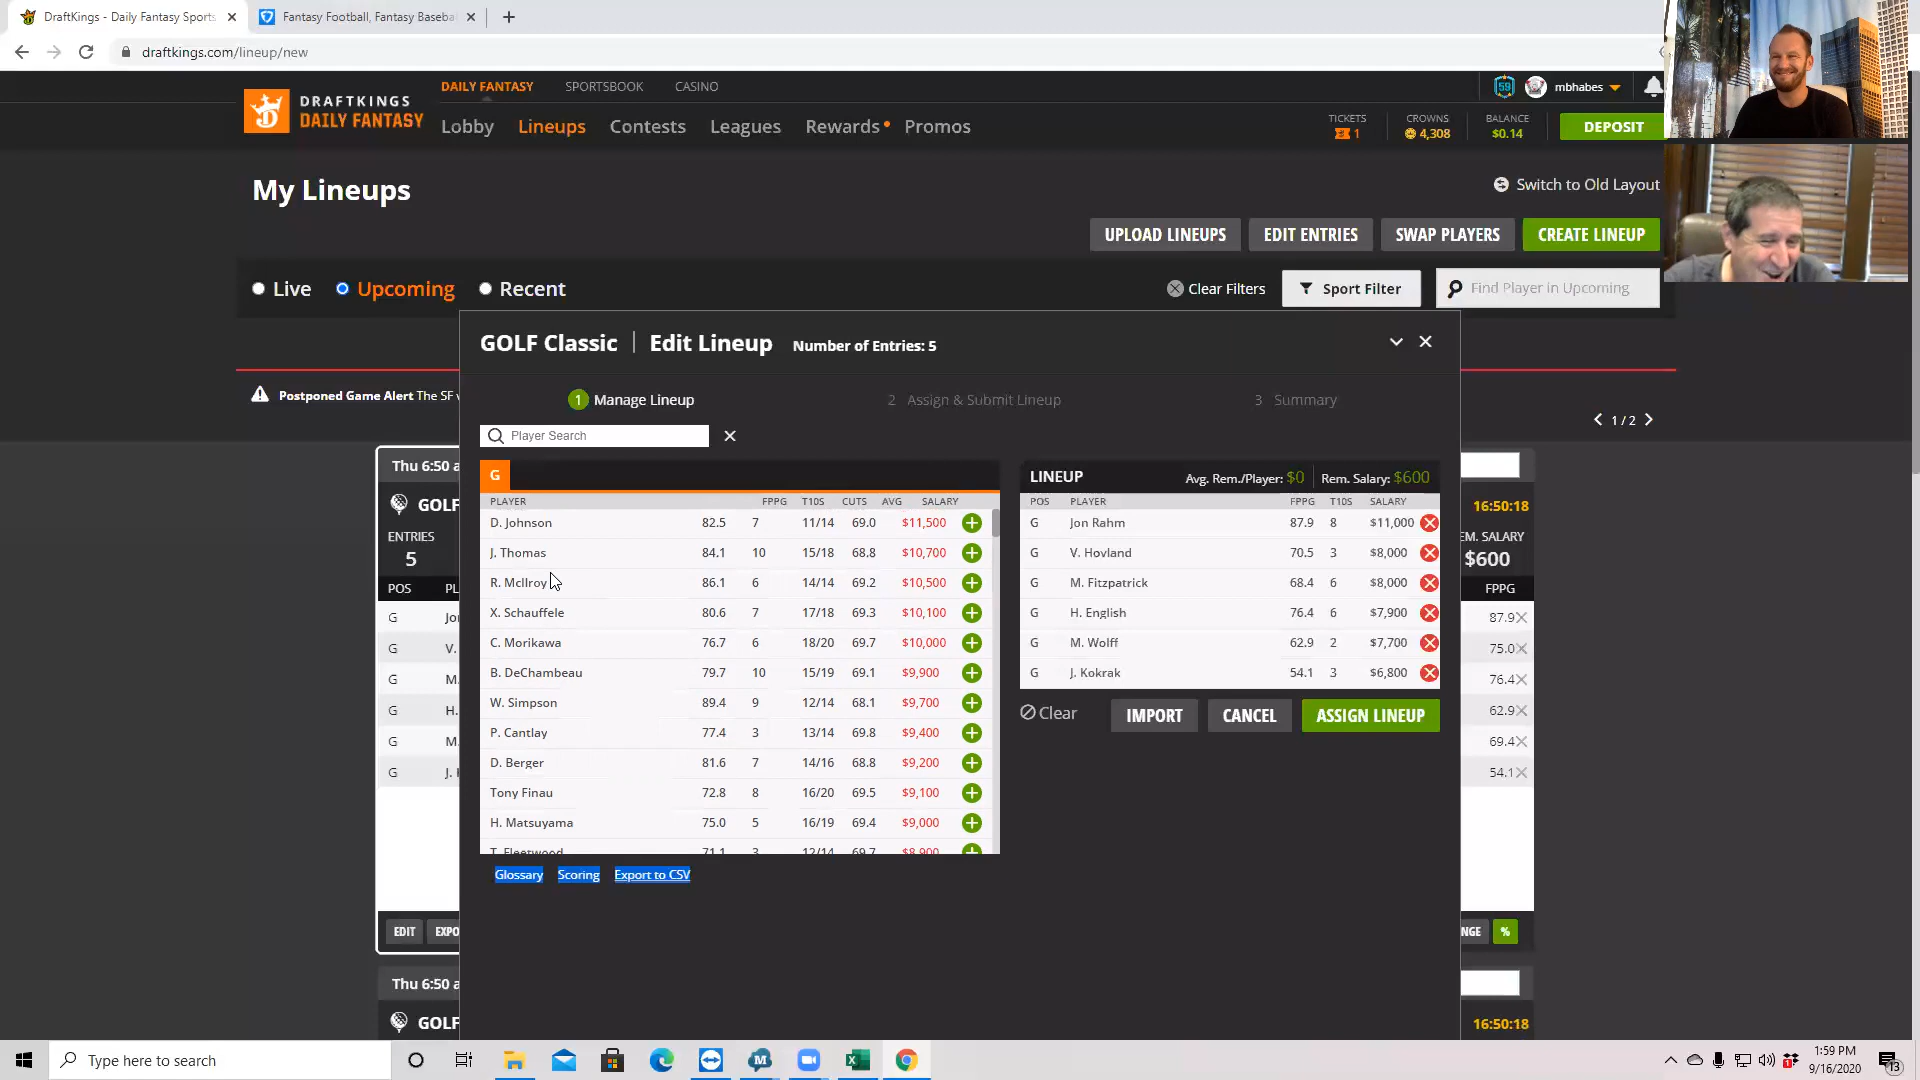 DraftKings - Daily Fantasy Sports
Fantasy Football, Fantasy Baseba
draftkings.com/lineup/new
DRAFTKINGS
DAILY FANTASY
DAILY FANTASY SPORTSBOOK CASINO
Lobby Lineups Contests Leagues Rewards Promos
59 mbhabes
TICKETS CROWNS BALANCE
1 4,308 $0.14
DEPOSIT
My Lineups
Switch to Old Layout
UPLOAD LINEUPS EDIT ENTRIES SWAP PLAYERS CREATE LINEUP
Live Upcoming Recent
Clear Filters Sport Filter Find Player in Upcoming
GOLF Classic | Edit Lineup Number of Entries: 5
Postponed Game Alert The SF
1 Manage Lineup 2 Assign & Submit Lineup 3 Summary
1 / 2
Player Search
G
PLAYER FPPG T10S CUTS AVG SALARY
D. Johnson 82.5 7 11/14 69.0 $11,500
J. Thomas 84.1 10 15/18 68.8 $10,700
R. McIlroy 86.1 6 14/14 69.2 $10,500
X. Schauffele 80.6 7 17/18 69.3 $10,100
C. Morikawa 76.7 6 18/20 69.7 $10,000
B. DeChambeau 79.7 10 15/19 69.1 $9,900
W. Simpson 89.4 9 12/14 68.1 $9,700
P. Cantlay 77.4 3 13/14 69.8 $9,400
D. Berger 81.6 7 14/16 68.8 $9,200
Tony Finau 72.8 8 16/20 69.5 $9,100
H. Matsuyama 75.0 5 16/19 69.4 $9,000
T. Fleetwood 71.1 3 12/14 69.7 $8,900
Glossary Scoring Export to CSV
LINEUP Avg. Rem./Player: $0 Rem. Salary: $600
POS PLAYER FPPG T10S SALARY
G Jon Rahm 87.9 8 $11,000
G V. Hovland 70.5 3 $8,000
G M. Fitzpatrick 68.4 6 $8,000
G H. English 76.4 6 $7,900
G M. Wolff 62.9 2 $7,700
G J. Kokrak 54.1 3 $6,800
Clear IMPORT CANCEL ASSIGN LINEUP
Thu 6:50 a
GOLF
ENTRIES
5
POS PL
G Jo
G V.
G M.
G H.
G M.
G J.
EDIT EXPO
16:50:18
EM. SALARY
$600
FPPG
87.9
75.0
76.4
62.9
69.4
54.1
NGE %
Thu 6:50 a
GOLF
16:50:18
Type here to search
1:59 PM
9/16/2020
13